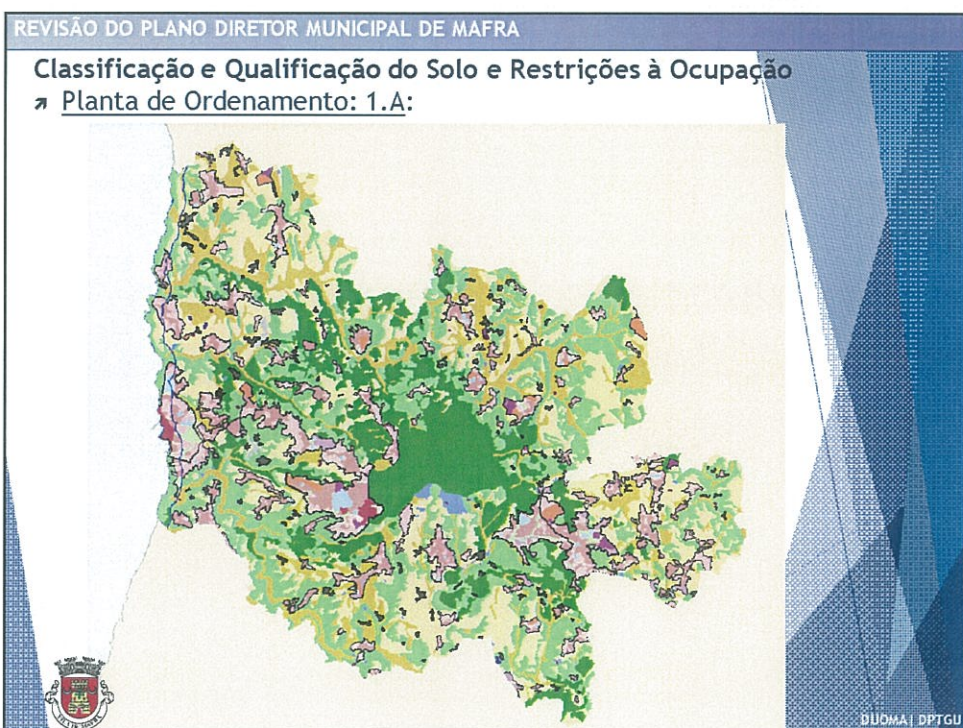 REVISÃO DO PLANO DIRETOR MUNICIPAL DE MAFRA
Classificação e Qualificação do Solo e Restrições à Ocupação
↗ Planta de Ordenamento: 1.A:
DUOMA| DPTGU